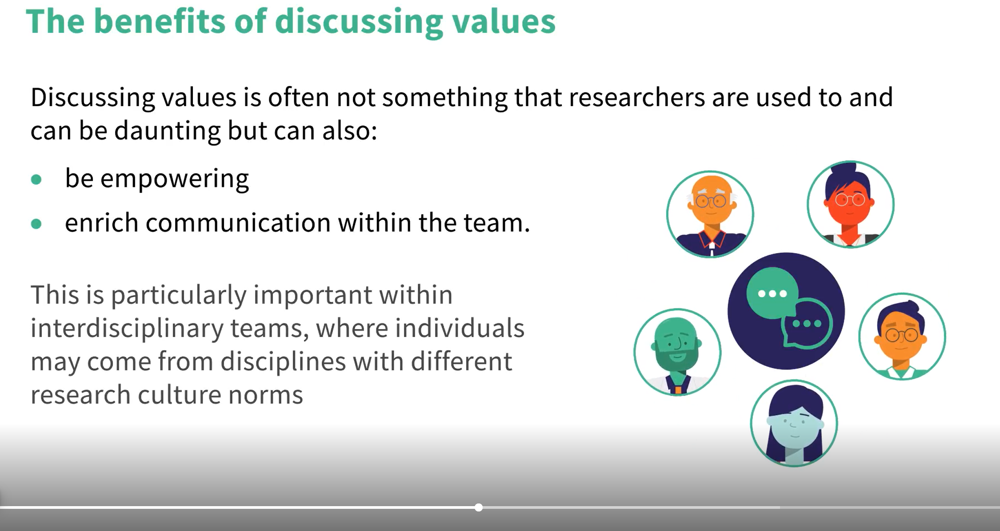 The benefits of discussing values
Discussing values is often not something that researchers are used to and
can be daunting but can also:
• be empowering
• enrich communication within the team.
This is particularly important within
interdisciplinary teams, where individuals
may come from disciplines with different
research culture norms